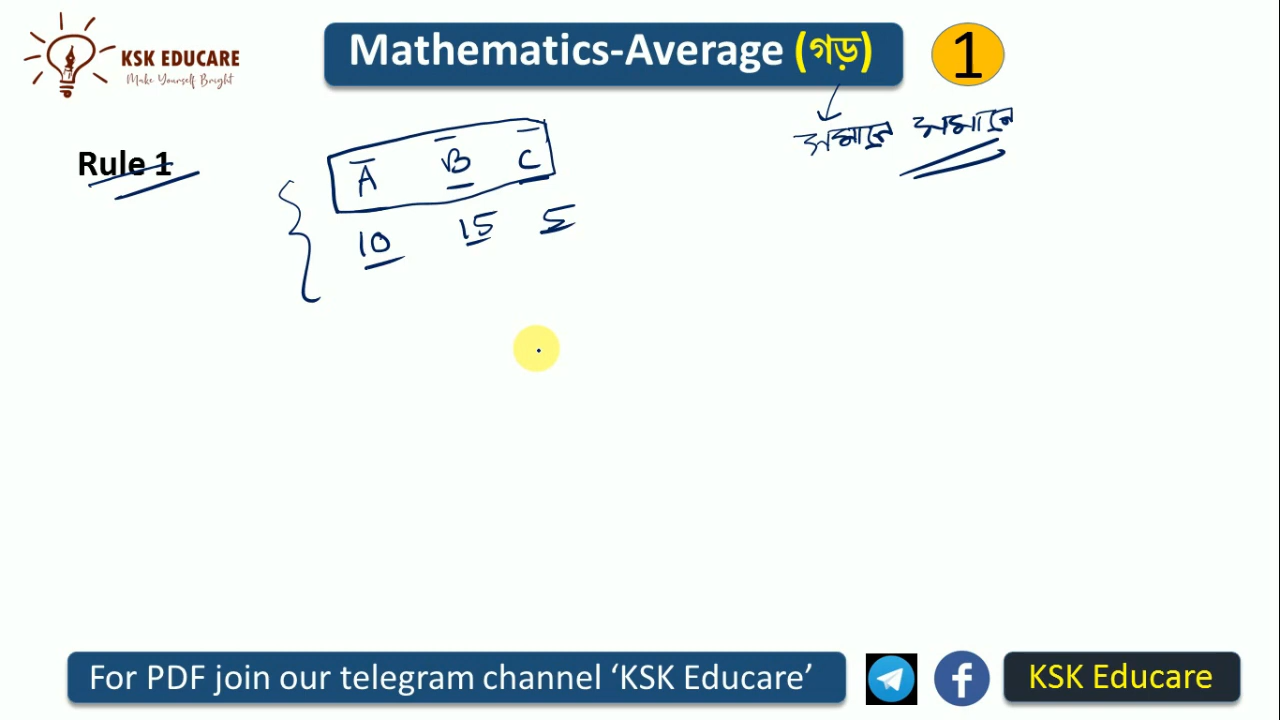 KSK EDUCARE
Make Yourself Bright
Mathematics-Average (গড়)
1
সমানে সমানে
Rule 1
A B C
10 15 5
For PDF join our telegram channel ‘KSK Educare’
KSK Educare